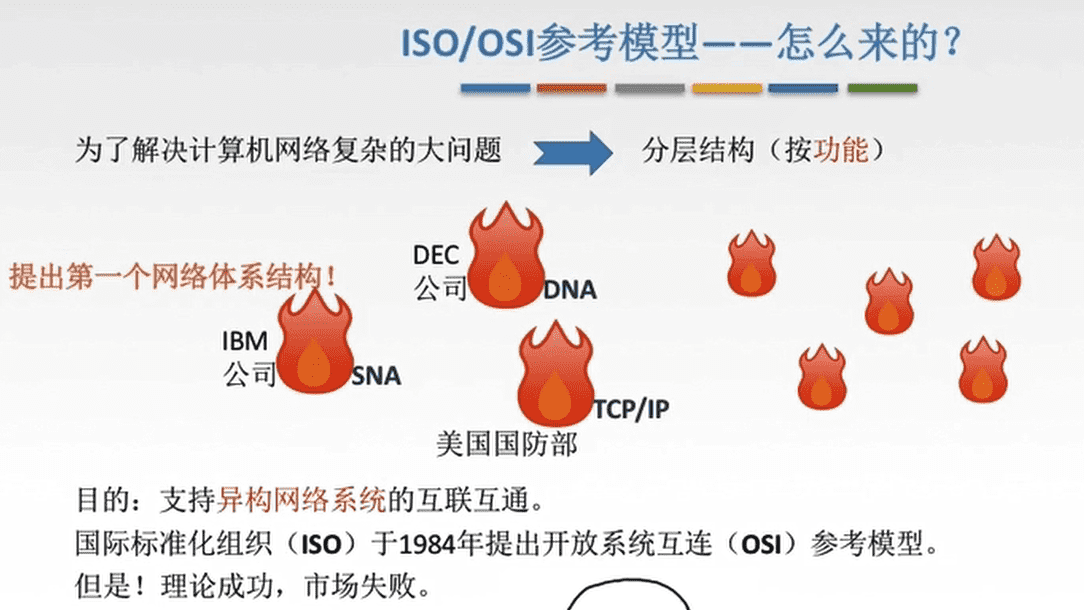 ISO/OSI参考模型——怎么来的？
为了解决计算机网络复杂的大问题
分层结构（按功能）
提出第一个网络体系结构！
DEC
公司
DNA
IBM
公司
SNA
TCP/IP
美国国防部
目的：支持异构网络系统的互联互通。
国际标准化组织（ISO）于1984年提出开放系统互连（OSI）参考模型。
但是！理论成功，市场失败。